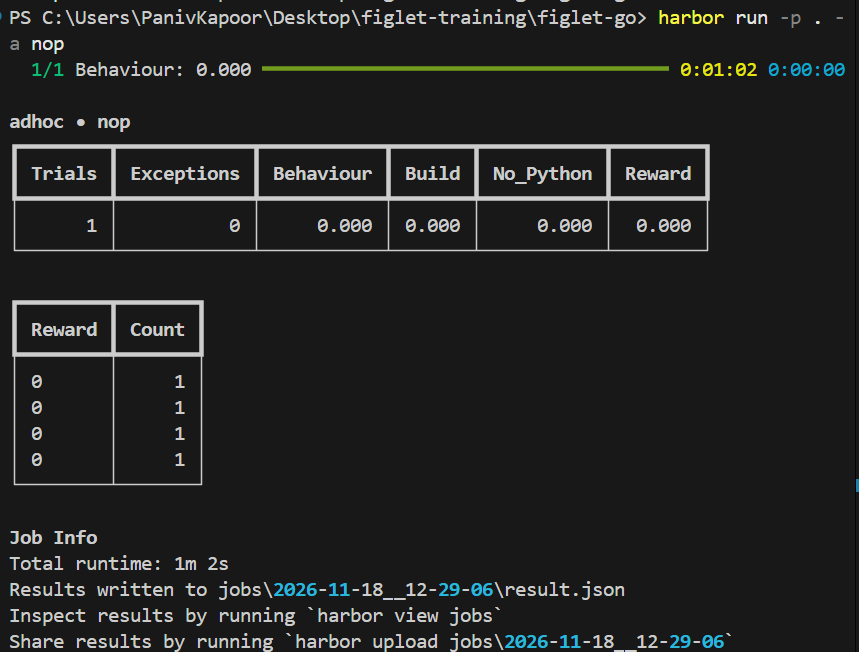 PS C:\Users\PanivKapoor\Desktop\figlet-training\figlet-go> harbor run -p . -
a nop
1/1 Behaviour: 0.000 0:01:02 0:00:00
adhoc • nop
Trials Exceptions Behaviour Build No_Python Reward
1 0 0.000 0.000 0.000 0.000
Reward Count
0 1
0 1
0 1
0 1
Job Info
Total runtime: 1m 2s
Results written to jobs\2026-11-18__12-29-06\result.json
Inspect results by running `harbor view jobs`
Share results by running `harbor upload jobs\2026-11-18__12-29-06`